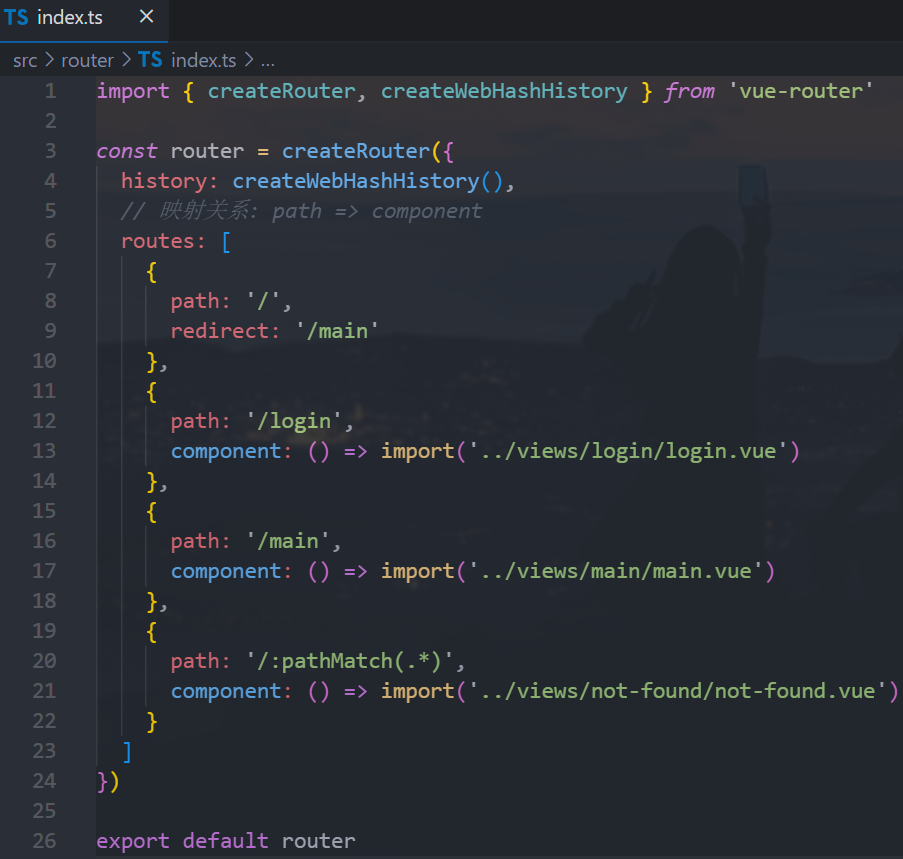 TS index.ts ×
src > router > TS index.ts > ...
1 import { createRouter, createWebHashHistory } from 'vue-router'
2
3 const router = createRouter({
4   history: createWebHashHistory(),
5   // 映射关系: path => component
6   routes: [
7     {
8       path: '/',
9       redirect: '/main'
10     },
11     {
12       path: '/login',
13       component: () => import('../views/login/login.vue')
14     },
15     {
16       path: '/main',
17       component: () => import('../views/main/main.vue')
18     },
19     {
20       path: '/:pathMatch(.*)',
21       component: () => import('../views/not-found/not-found.vue')
22     }
23   ]
24 })
25
26 export default router